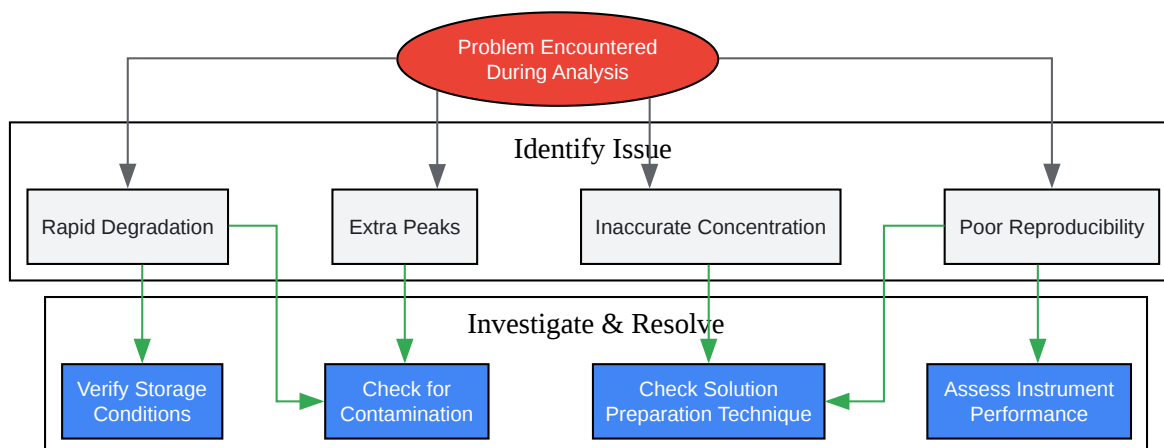 Problem Encountered
During Analysis
Identify Issue
Rapid Degradation
Extra Peaks
Inaccurate Concentration
Poor Reproducibility
Investigate & Resolve
Verify Storage
Conditions
Check for
Contamination
Check Solution
Preparation Technique
Assess Instrument
Performance